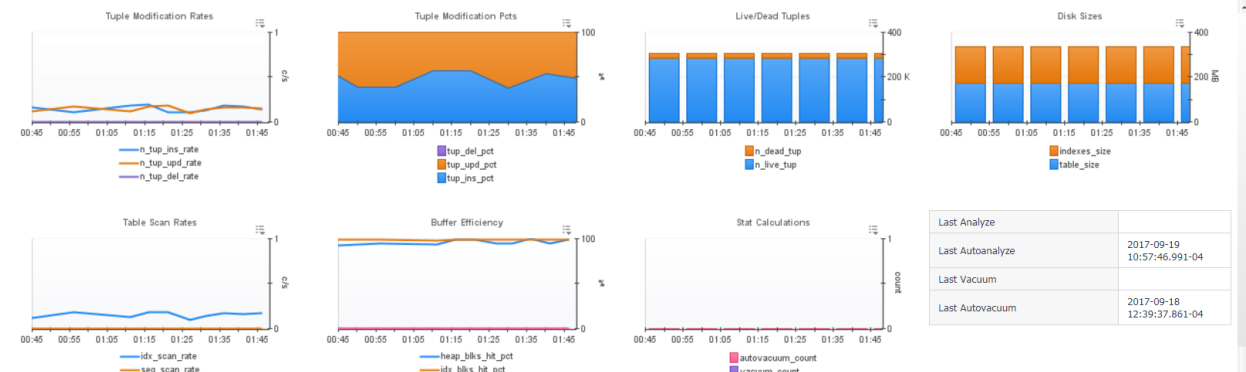 Tuple Modification Rates
1
c/s
0
00:45 00:55 01:05 01:15 01:25 01:35 01:45
n_tup_ins_rate
n_tup_upd_rate
n_tup_del_rate
Tuple Modification Pcts
100
%
0
00:45 00:55 01:05 01:15 01:25 01:35 01:45
tup_del_pct
tup_upd_pct
tup_ins_pct
Live/Dead Tuples
400
200 K
0
00:45 00:55 01:05 01:15 01:25 01:35 01:45
n_dead_tup
n_live_tup
Disk Sizes
400
200
MB
0
00:45 00:55 01:05 01:15 01:25 01:35 01:45
indexes_size
table_size
Table Scan Rates
1
c/s
0
00:45 00:55 01:05 01:15 01:25 01:35 01:45
idx_scan_rate
seq_scan_rate
Buffer Efficiency
100
%
0
00:45 00:55 01:05 01:15 01:25 01:35 01:45
heap_blks_hit_pct
idx_blks_hit_pct
Stat Calculations
1
count
0
00:45 00:55 01:05 01:15 01:25 01:35 01:45
autovacuum_count
vacuum_count
Last Analyze
Last Autoanalyze
2017-09-19
10:57:46.991-04
Last Vacuum
Last Autovacuum
2017-09-18
12:39:37.861-04